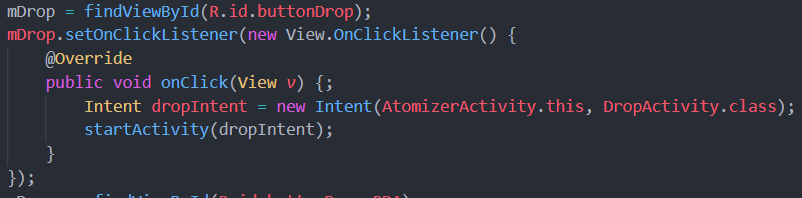 mDrop = findViewById(R.id.buttonDrop);
mDrop.setOnClickListener(new View.OnClickListener() {
    @Override
    public void onClick(View v) {;
        Intent dropIntent = new Intent(AtomizerActivity.this, DropActivity.class);
        startActivity(dropIntent);
    }
});